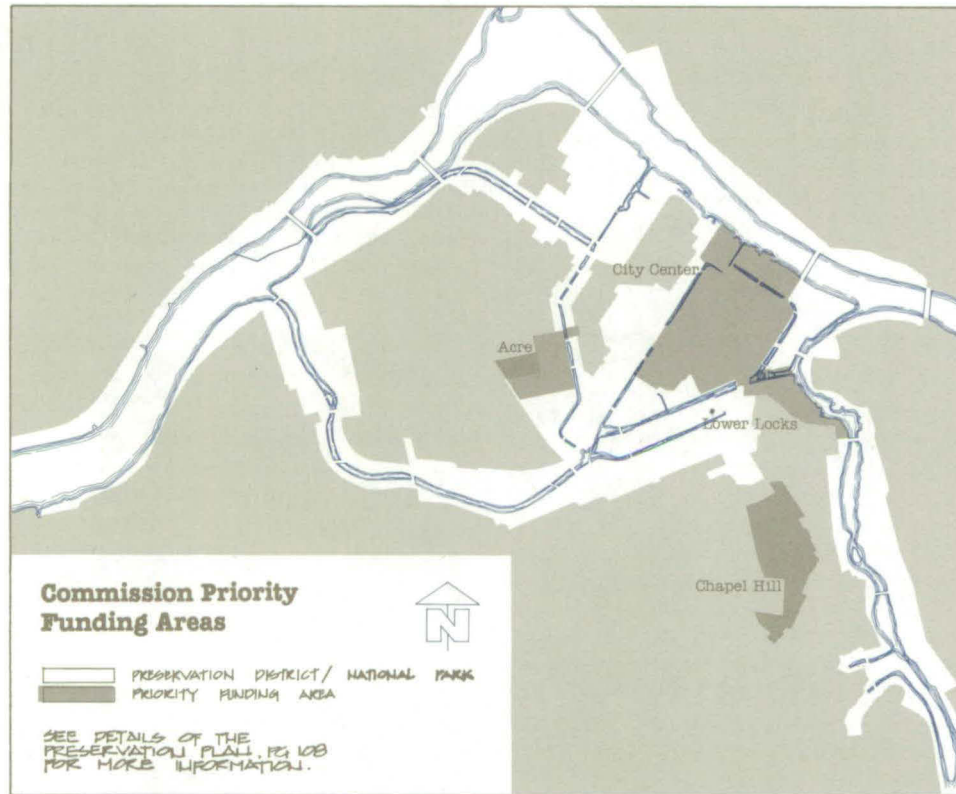 City Center
Acre
Lower Locks
Chapel Hill
Commission Priority
Funding Areas
N
PRESERVATION DISTRICT/ NATIONAL PARK
PRIORITY FUNDING AREA
SEE DETAILS OF THE
PRESERVATION PLAN, PG 108
FOR MORE INFORMATION.